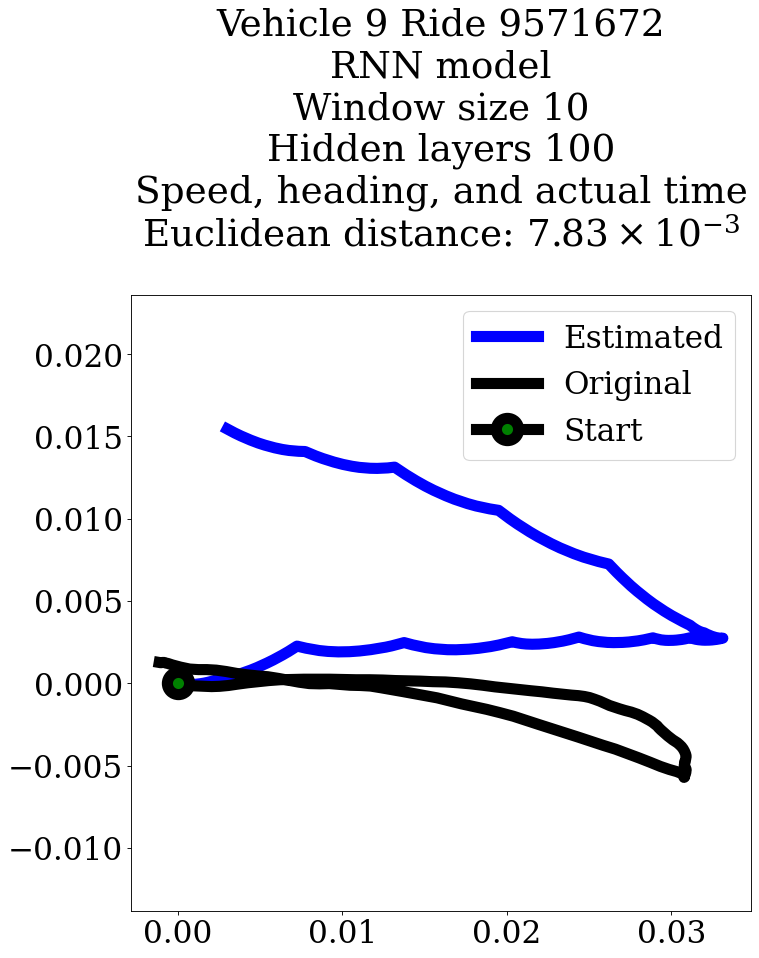 Vehicle 9 Ride 9571672
RNN model
Window size 10
Hidden layers 100
Speed, heading, and actual time
Euclidean distance: 7.83 × 10⁻³
Estimated
Original
Start
0.020
0.015
0.010
0.005
0.000
−0.005
−0.010
0.00 0.01 0.02 0.03